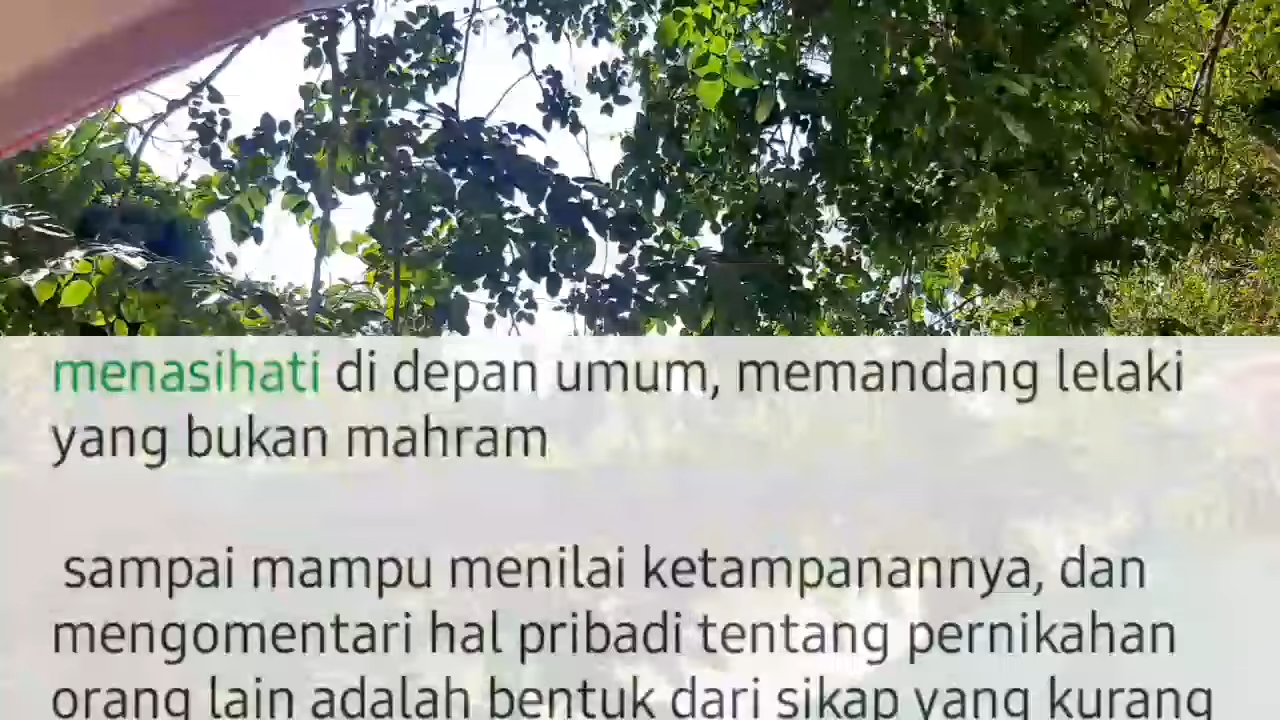 menasihati di depan umum, memandang lelaki
yang bukan mahram
sampai mampu menilai ketampanannya, dan
mengomentari hal pribadi tentang pernikahan
orang lain adalah bentuk dari sikap yang kurang